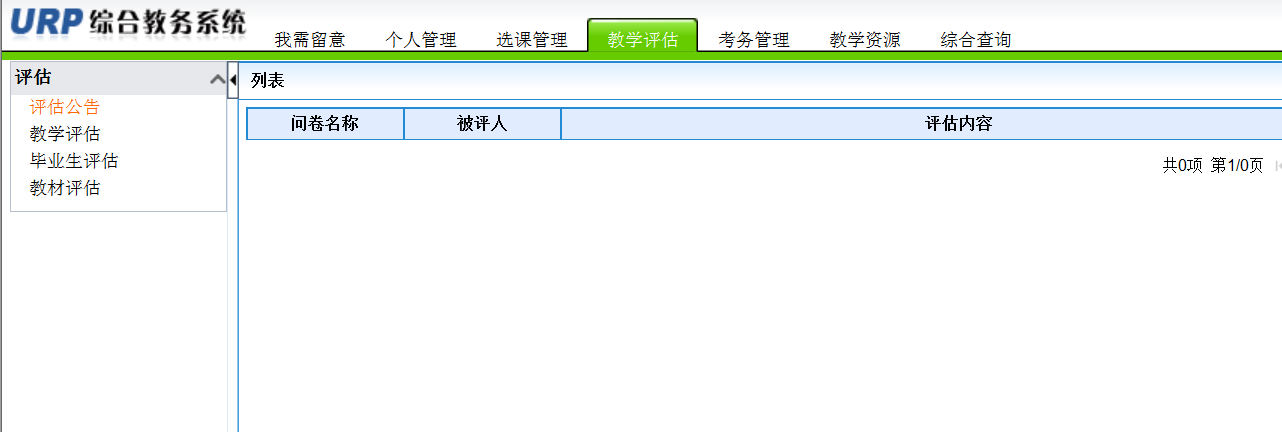 URP 综合教务系统
我需留意 个人管理 选课管理 教学评估 考务管理 教学资源 综合查询
评估
评估公告
教学评估
毕业生评估
教材评估
列表
问卷名称 被评人 评估内容
共0项 第1/0页